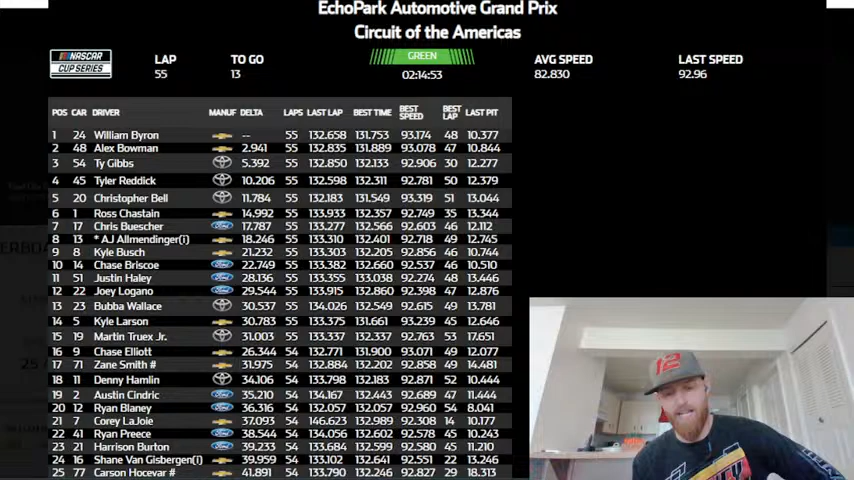 EchoPark Automotive Grand Prix
Circuit of the Americas
NASCAR
CUP SERIES
LAP TO GO GREEN AVG SPEED LAST SPEED
55 13 02:14:53 82.830 92.96
POS CAR DRIVER MANUF DELTA LAPS LAST LAP BEST TIME BEST SPEED BEST LAP LAST PIT
1 24 William Byron -- 55 132.658 131.753 93.174 48 10.377
2 48 Alex Bowman 2.941 55 132.835 131.889 93.078 47 10.844
3 54 Ty Gibbs 5.392 55 132.850 132.133 92.906 30 12.277
4 45 Tyler Reddick 10.206 55 132.598 132.311 92.781 50 12.379
5 20 Christopher Bell 11.784 55 132.183 131.549 93.319 51 13.044
6 1 Ross Chastain 14.992 55 133.933 132.357 92.749 35 13.344
7 17 Chris Buescher 17.787 55 133.277 132.566 92.603 46 12.112
8 13 * AJ Allmendinger(i) 18.246 55 133.310 132.401 92.718 49 12.745
9 8 Kyle Busch 21.232 55 133.303 132.205 92.856 46 10.744
10 14 Chase Briscoe 22.749 55 133.382 132.660 92.537 46 10.510
11 51 Justin Haley 28.136 55 133.355 133.038 92.274 48 13.446
12 22 Joey Logano 29.544 55 133.915 132.860 92.398 47 12.876
13 23 Bubba Wallace 30.537 55 134.026 132.549 92.615 49 13.781
14 5 Kyle Larson 30.783 55 133.375 131.661 93.239 45 12.646
15 19 Martin Truex Jr. 31.003 55 133.337 132.337 92.763 53 17.651
16 9 Chase Elliott 26.344 54 132.771 131.900 93.071 49 12.077
17 71 Zane Smith # 31.975 54 132.884 132.202 92.858 49 14.481
18 11 Denny Hamlin 34.106 54 133.798 132.183 92.871 52 10.444
19 2 Austin Cindric 35.210 54 134.167 132.443 92.689 47 11.444
20 12 Ryan Blaney 36.316 54 132.057 132.057 92.960 54 8.041
21 7 Corey LaJoie 37.093 54 146.623 132.989 92.308 14 10.177
22 41 Ryan Preece 38.544 54 134.056 132.602 92.578 45 10.243
23 21 Harrison Burton 39.233 54 133.684 132.599 92.580 45 11.210
24 16 Shane Van Gisbergen(i) 39.959 54 133.102 132.641 92.551 22 13.246
25 77 Carson Hocevar # 41.891 54 133.790 132.246 92.827 29 18.313
12